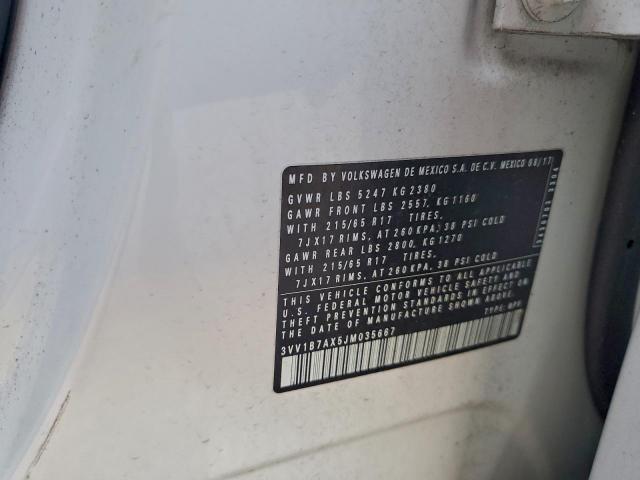 MFD BY VOLKSWAGEN DE MEXICO S.A. DE C.V. MEXICO 08/17
GVWR LBS 5247 KG 2380
GAWR FRONT LBS 2557, KG 1160
WITH 215/65 R17 TIRES,
7JX17 RIMS, AT 260 KPA, 38 PSI COLD
GAWR REAR LBS 2800, KG 1270
WITH 215/65 R17 TIRES,
7JX17 RIMS, AT 260 KPA, 38 PSI COLD
THIS VEHICLE CONFORMS TO ALL APPLICABLE
U.S. FEDERAL MOTOR VEHICLE SAFETY AND
THEFT PREVENTION STANDARDS IN EFFECT ON
THE DATE OF MANUFACTURE SHOWN ABOVE.
3VV1B7AX5JM035667
TYPE: